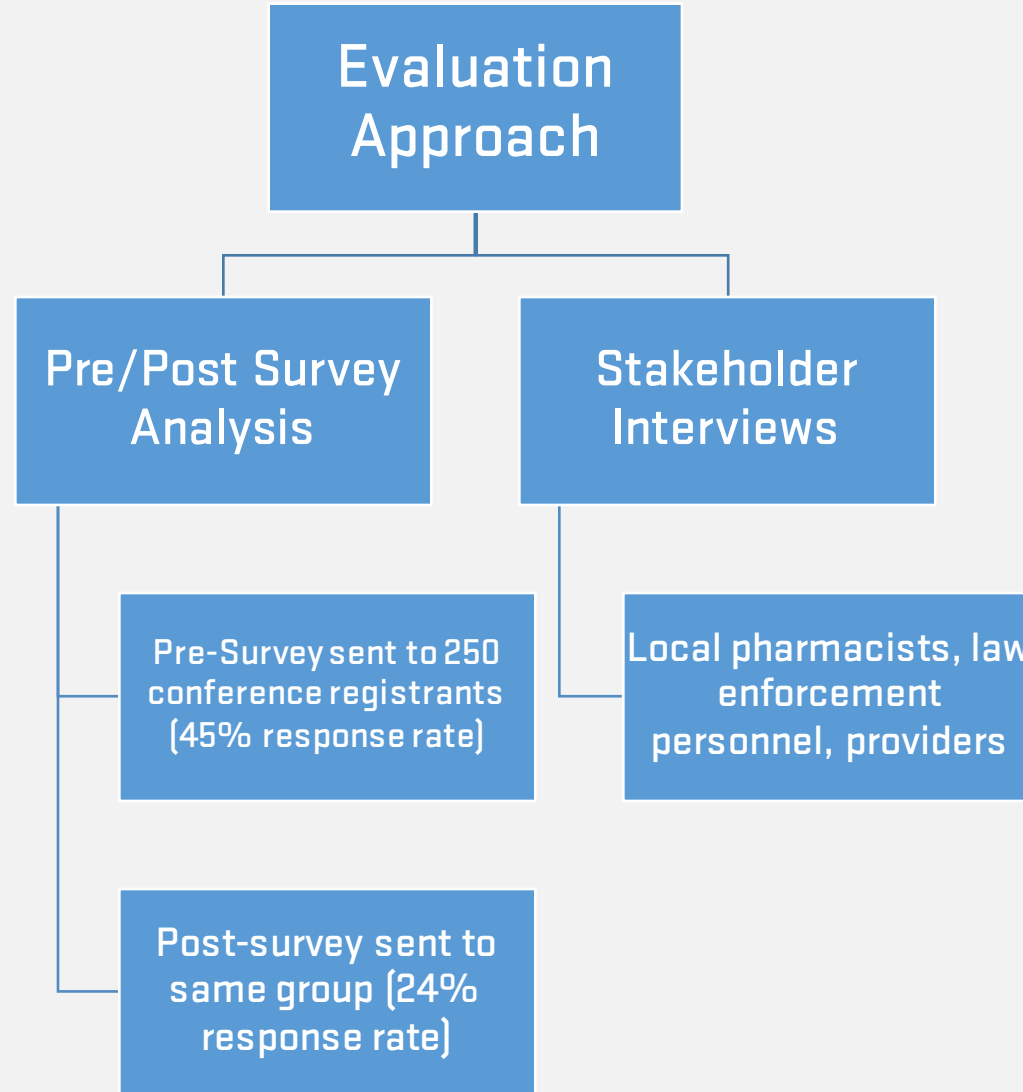 Evaluation
Approach
Pre/Post Survey
Analysis
Stakeholder
Interviews
Pre-Survey sent to 250
conference registrants
(45% response rate)
Local pharmacists, law
enforcement
personnel, providers
Post-survey sent to
same group (24%
response rate)